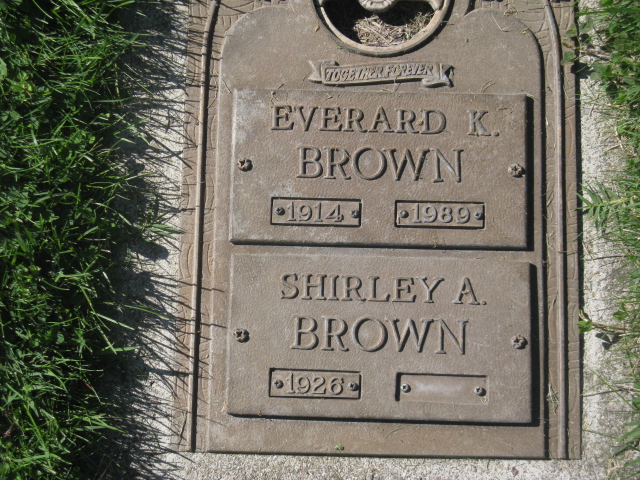 TOGETHER FOREVER
EVERARD K.
BROWN
1914 1989
SHIRLEY A.
BROWN
1926